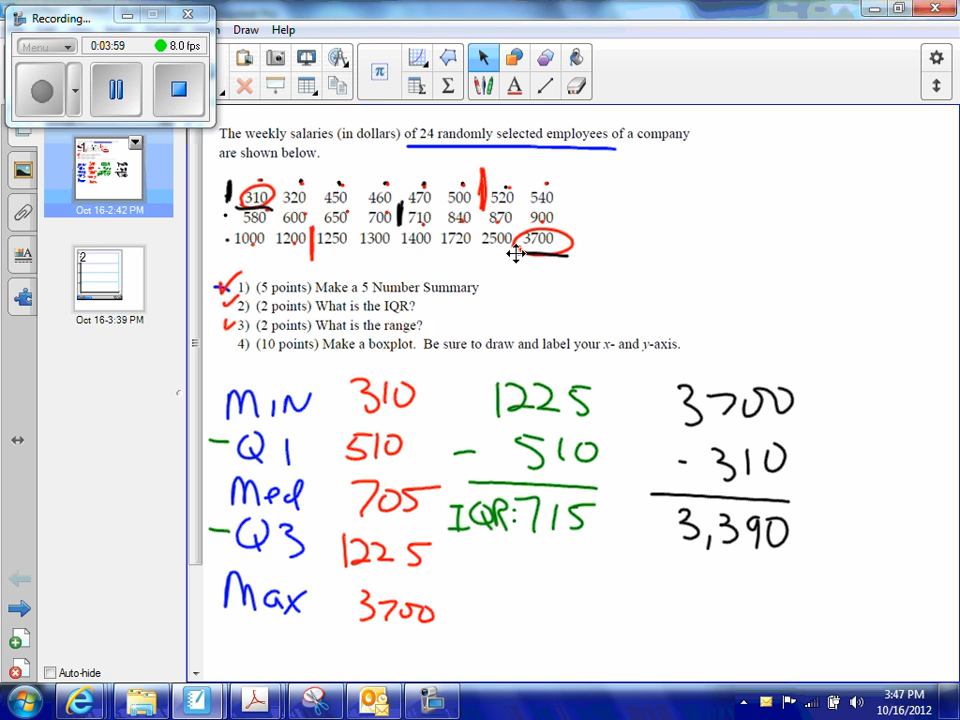 Recording...
Menu
0:03:59
8.0 fps
Draw Help
π
Σ
A
The weekly salaries (in dollars) of 24 randomly selected employees of a company
are shown below.
310 320 450 460 470 500 520 540
580 600 650 700 710 840 870 900
1000 1200 1250 1300 1400 1720 2500 3700
1) (5 points) Make a 5 Number Summary
2) (2 points) What is the IQR?
3) (2 points) What is the range?
4) (10 points) Make a boxplot. Be sure to draw and label your x- and y-axis.
MIN 310
- Q1 510
Med 705
- Q3 1225
Max 3700
1225
- 510
IQR: 715
3700
- 310
3,390
1
Oct 16-2:42 PM
2
Oct 16-3:39 PM
Auto-hide
3:47 PM
10/16/2012